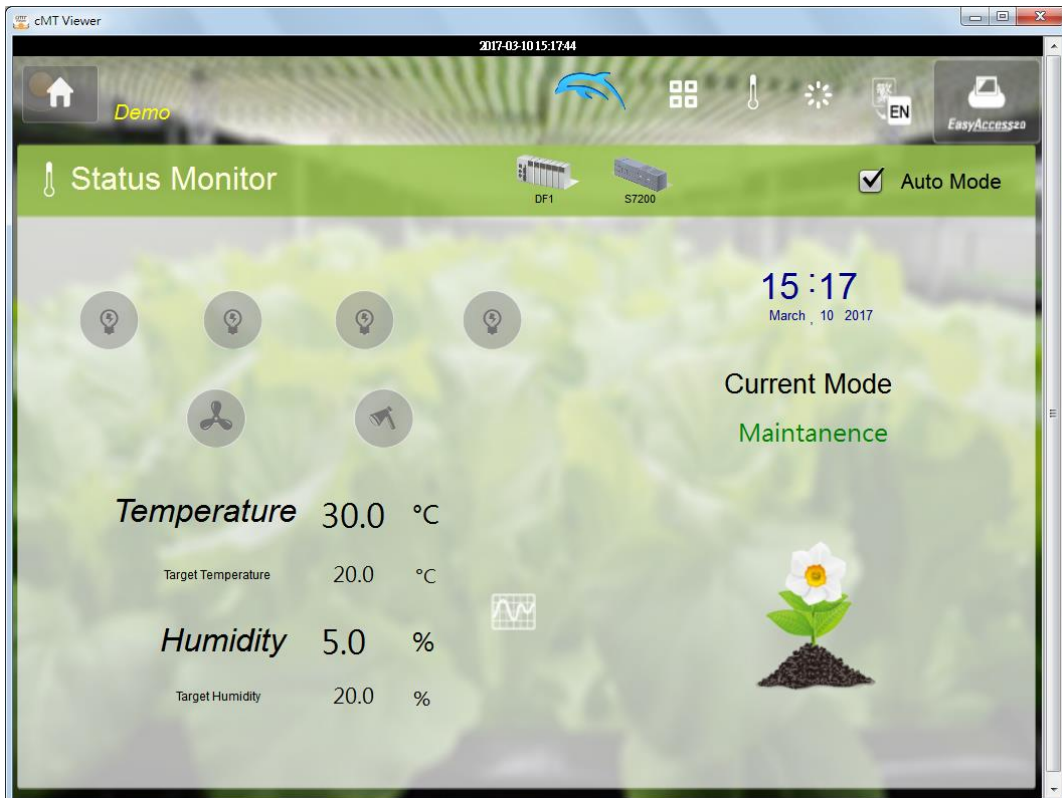 cMT Viewer
2017-03-10 15:17:44
Demo
EN
EasyAccess2.0
Status Monitor
DF1
S7200
Auto Mode
15 : 17
March , 10 2017
Current Mode
Maintanence
Temperature 30.0 °C
Target Temperature 20.0 °C
Humidity 5.0 %
Target Humidity 20.0 %